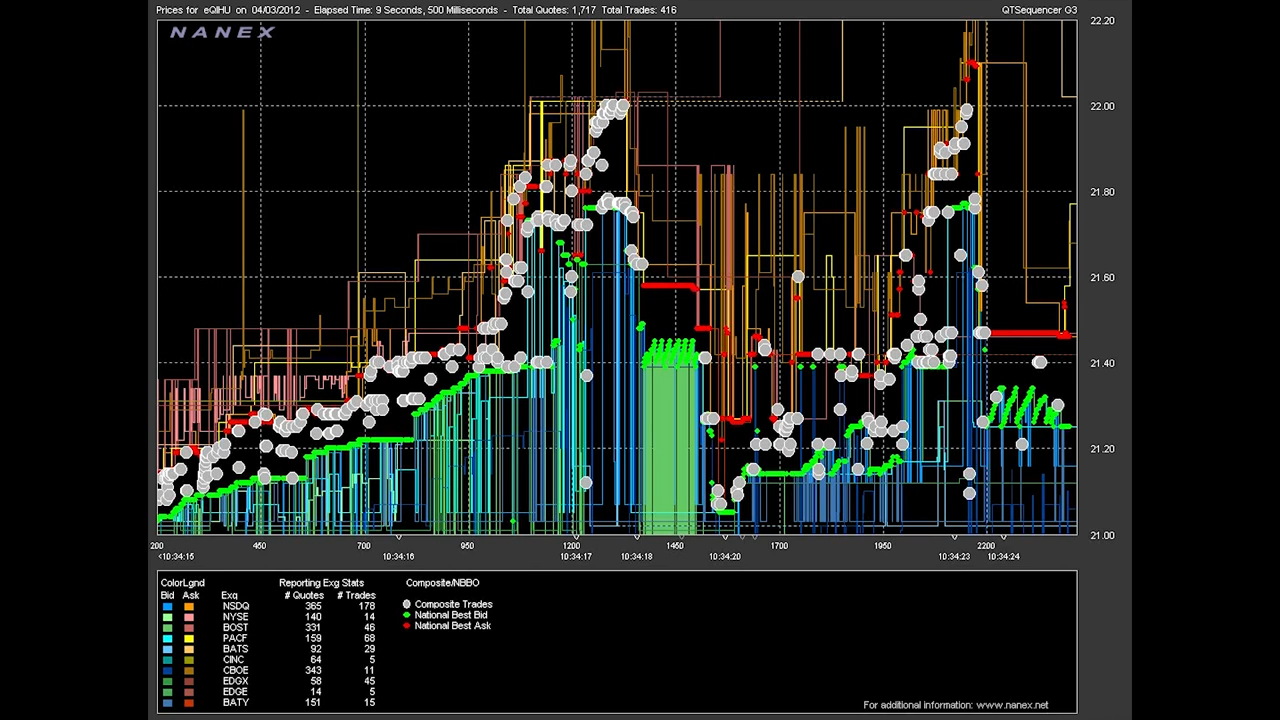 Prices for eQIHU on 04/03/2012 - Elapsed Time: 9 Seconds, 500 Milliseconds - Total Quotes: 1,717 Total Trades: 416 QTSequencer G3
NANEX
22.20
22.00
21.80
21.60
21.40
21.20
21.00
200 450 700 950 1200 1460 1700 1950 2200
<10:34:15 10:34:16 10:34:17 10:34:18 10:34:20 10:34:23 10:34:24
ColorLgnd Reporting Exg Stats Composite/NBBO
Bid Ask Exq # Quotes # Trades
NSDQ 365 178
NYSE 140 14
BOST 331 46
PACF 159 68
BATS 92 29
CINC 64 5
CBOE 343 11
EDGX 58 45
EDGE 14 5
BATY 151 15
Composite Trades
National Best Bid
National Best Ask
For additional information: www.nanex.net